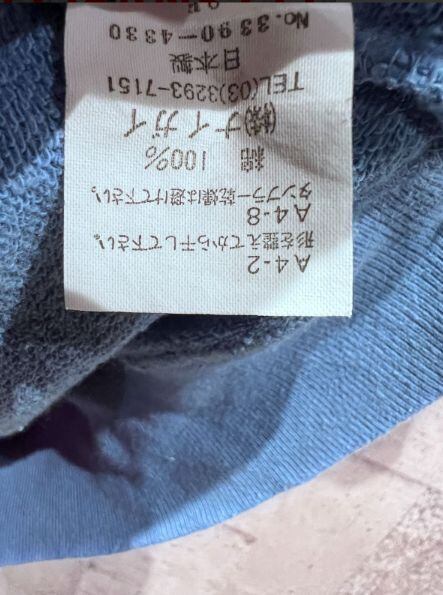 A4-2
形を整えてから干して下さい。
A4-8
タンブラー乾燥は避けて下さい。
綿 100%
㈱ナイガイ
TEL(03)3293-7151
日本製
No.3390-4330